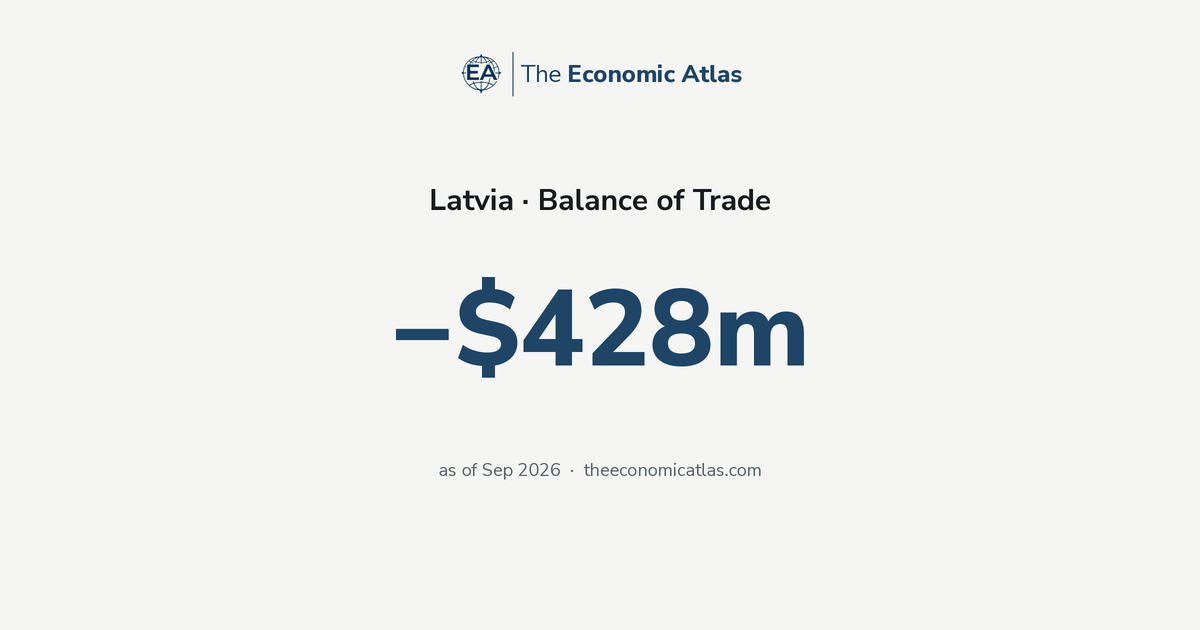 EA The Economic Atlas
Latvia · Balance of Trade
−$428m
as of Sep 2026 · theeconomicatlas.com